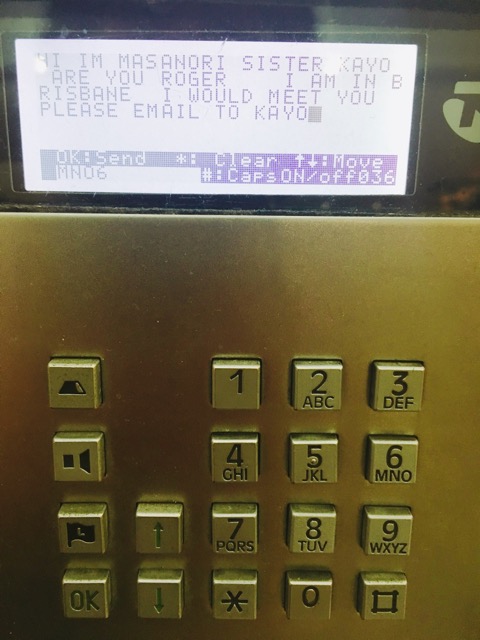 HI IM MASANORI SISTER KAYO
ARE YOU ROGER I AM IN B
RISBANE I WOULD MEET YOU
PLEASE EMAIL TO KAYO
OK:Send *: Clear ↑↓:Move
MNO6 #:CapsON/off036
1 2 3
ABC DEF
4 5 6
GHI JKL MNO
↑ 7 8 9
PQRS TUV WXYZ
OK ↓ * 0